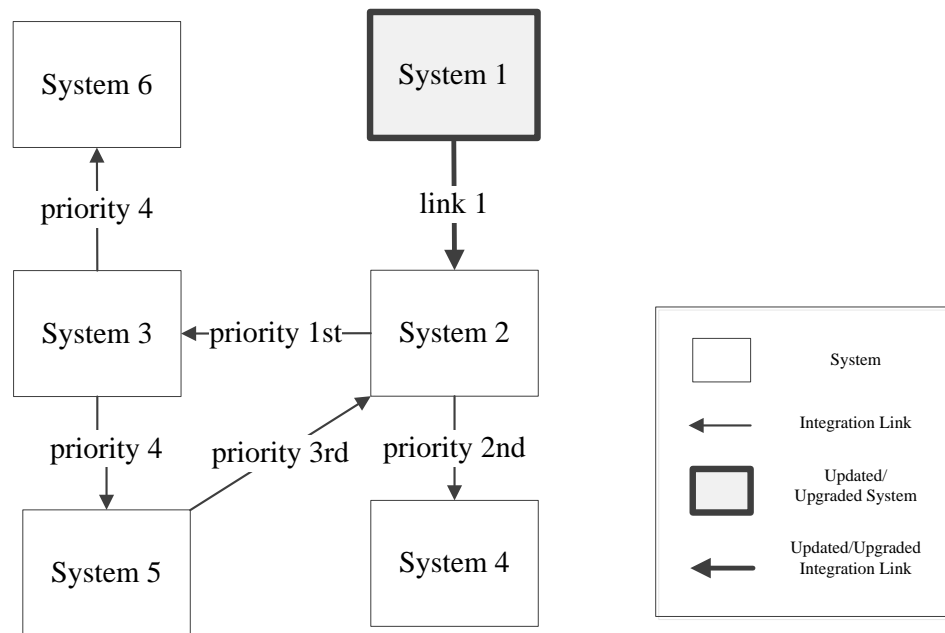 System 6
System 1
priority 4
link 1
System 3
priority 1st
System 2
priority 4
priority 3rd
priority 2nd
System 5
System 4
System
Integration Link
Updated/
Upgraded System
Updated/Upgraded
Integration Link